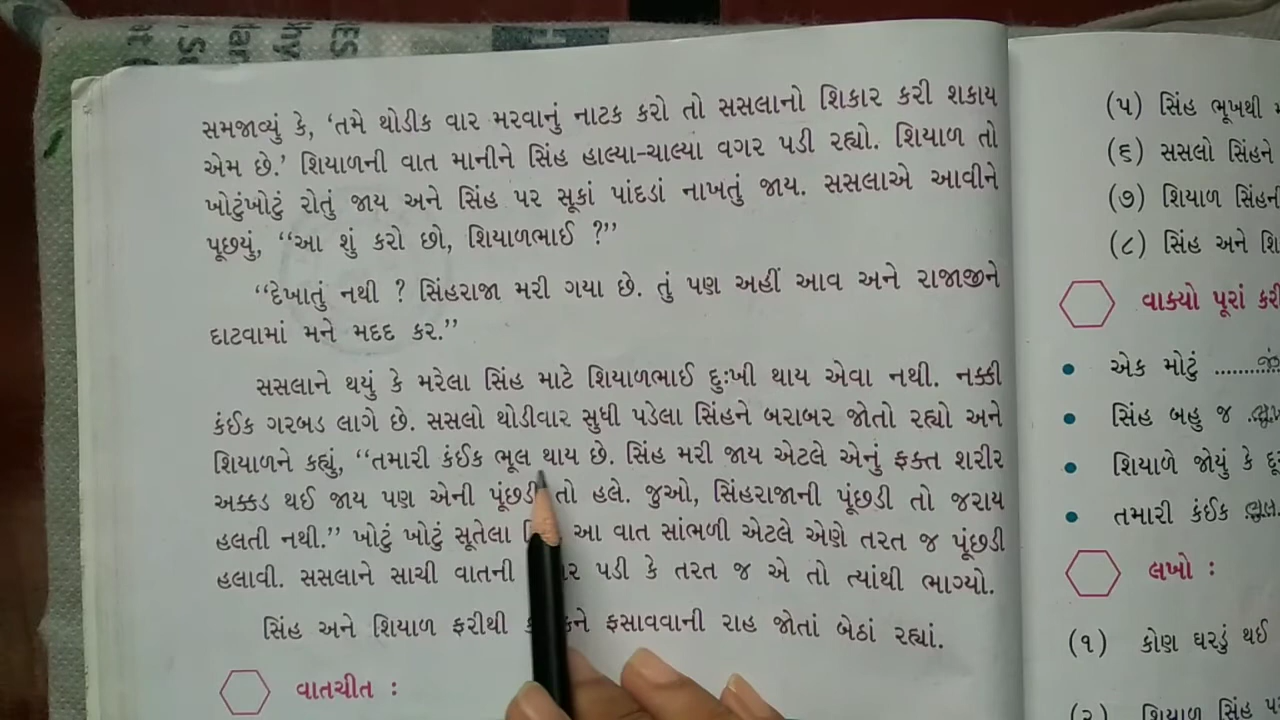 સમજાવ્યું કે, ‘તમે થોડીક વાર મરવાનું નાટક કરો તો સસલાનો શિકાર કરી શકાય
એમ છે.’ શિયાળની વાત માનીને સિંહ હાલ્યા-ચાલ્યા વગર પડી રહ્યો. શિયાળ તો
ખોટુંખોટું રોતું જાય અને સિંહ પર સૂકાં પાંદડાં નાખતું જાય. સસલાએ આવીને
પૂછયું, “આ શું કરો છો, શિયાળભાઈ ?”
“દેખાતું નથી ? સિંહરાજા મરી ગયા છે. તું પણ અહીં આવ અને રાજાજીને
દાટવામાં મને મદદ કર.”
સસલાને થયું કે મરેલા સિંહ માટે શિયાળભાઈ દુઃખી થાય એવા નથી. નક્કી
કંઈક ગરબડ લાગે છે. સસલો થોડીવાર સુધી પડેલા સિંહને બરાબર જોતો રહ્યો અને
શિયાળને કહ્યું, “તમારી કંઈક ભૂલ થાય છે. સિંહ મરી જાય એટલે એનું ફક્ત શરીર
અક્કડ થઈ જાય પણ એની પૂંછડી તો હલે. જુઓ, સિંહરાજાની પૂંછડી તો જરાય
હલતી નથી.” ખોટું ખોટું સૂતેલા આ વાત સાંભળી એટલે એણે તરત જ પૂંછડી
હલાવી. સસલાને સાચી વાતની પડી કે તરત જ એ તો ત્યાંથી ભાગ્યો.
સિંહ અને શિયાળ ફરીથી ફસાવવાની રાહ જોતાં બેઠાં રહ્યાં.
વાતચીત :
(૫) સિંહ ભૂખથી
(૬) સસલો સિંહને
(૭) શિયાળ સિંહની
(૮) સિંહ અને
વાક્યો પૂરાં
• એક મોટું
• સિંહ બહુ જ
• શિયાળે જોયું કે
• તમારી કંઈક
લખો :
(૧) કોણ ઘરડું થઈ
(૨) શિયાળ સિંહ